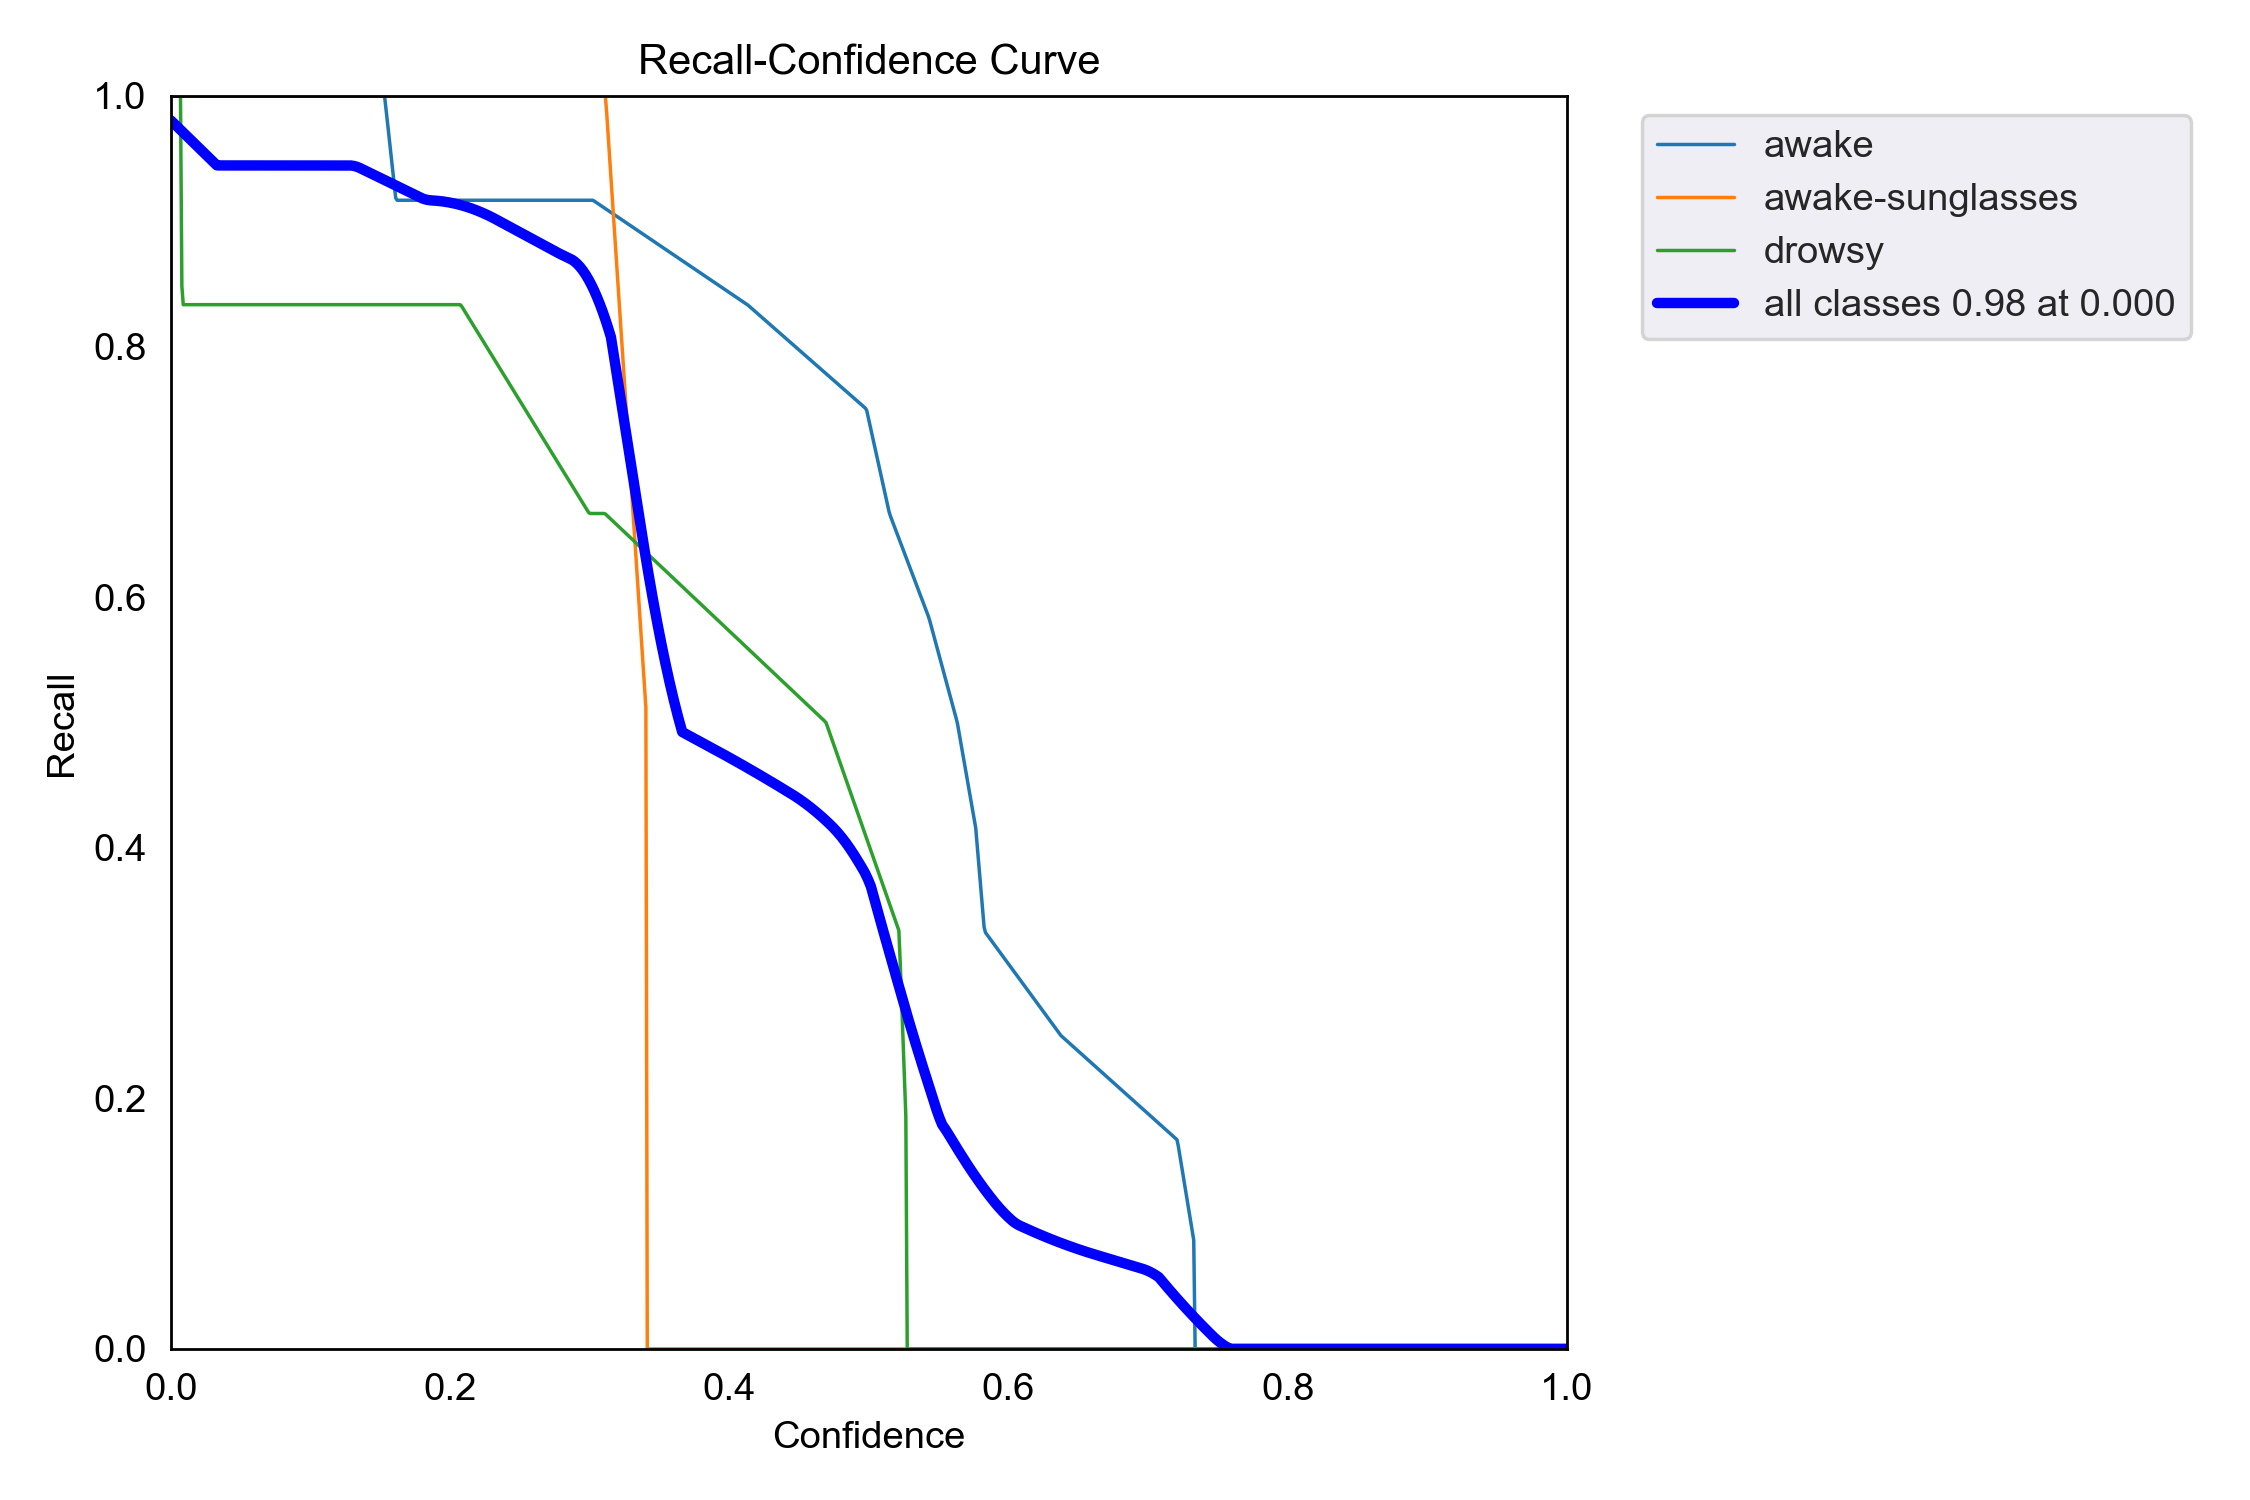 Recall-Confidence Curve
1.0
0.8
0.6
0.4
0.2
0.0
Recall
0.0 0.2 0.4 0.6 0.8 1.0
Confidence
awake
awake-sunglasses
drowsy
all classes 0.98 at 0.000